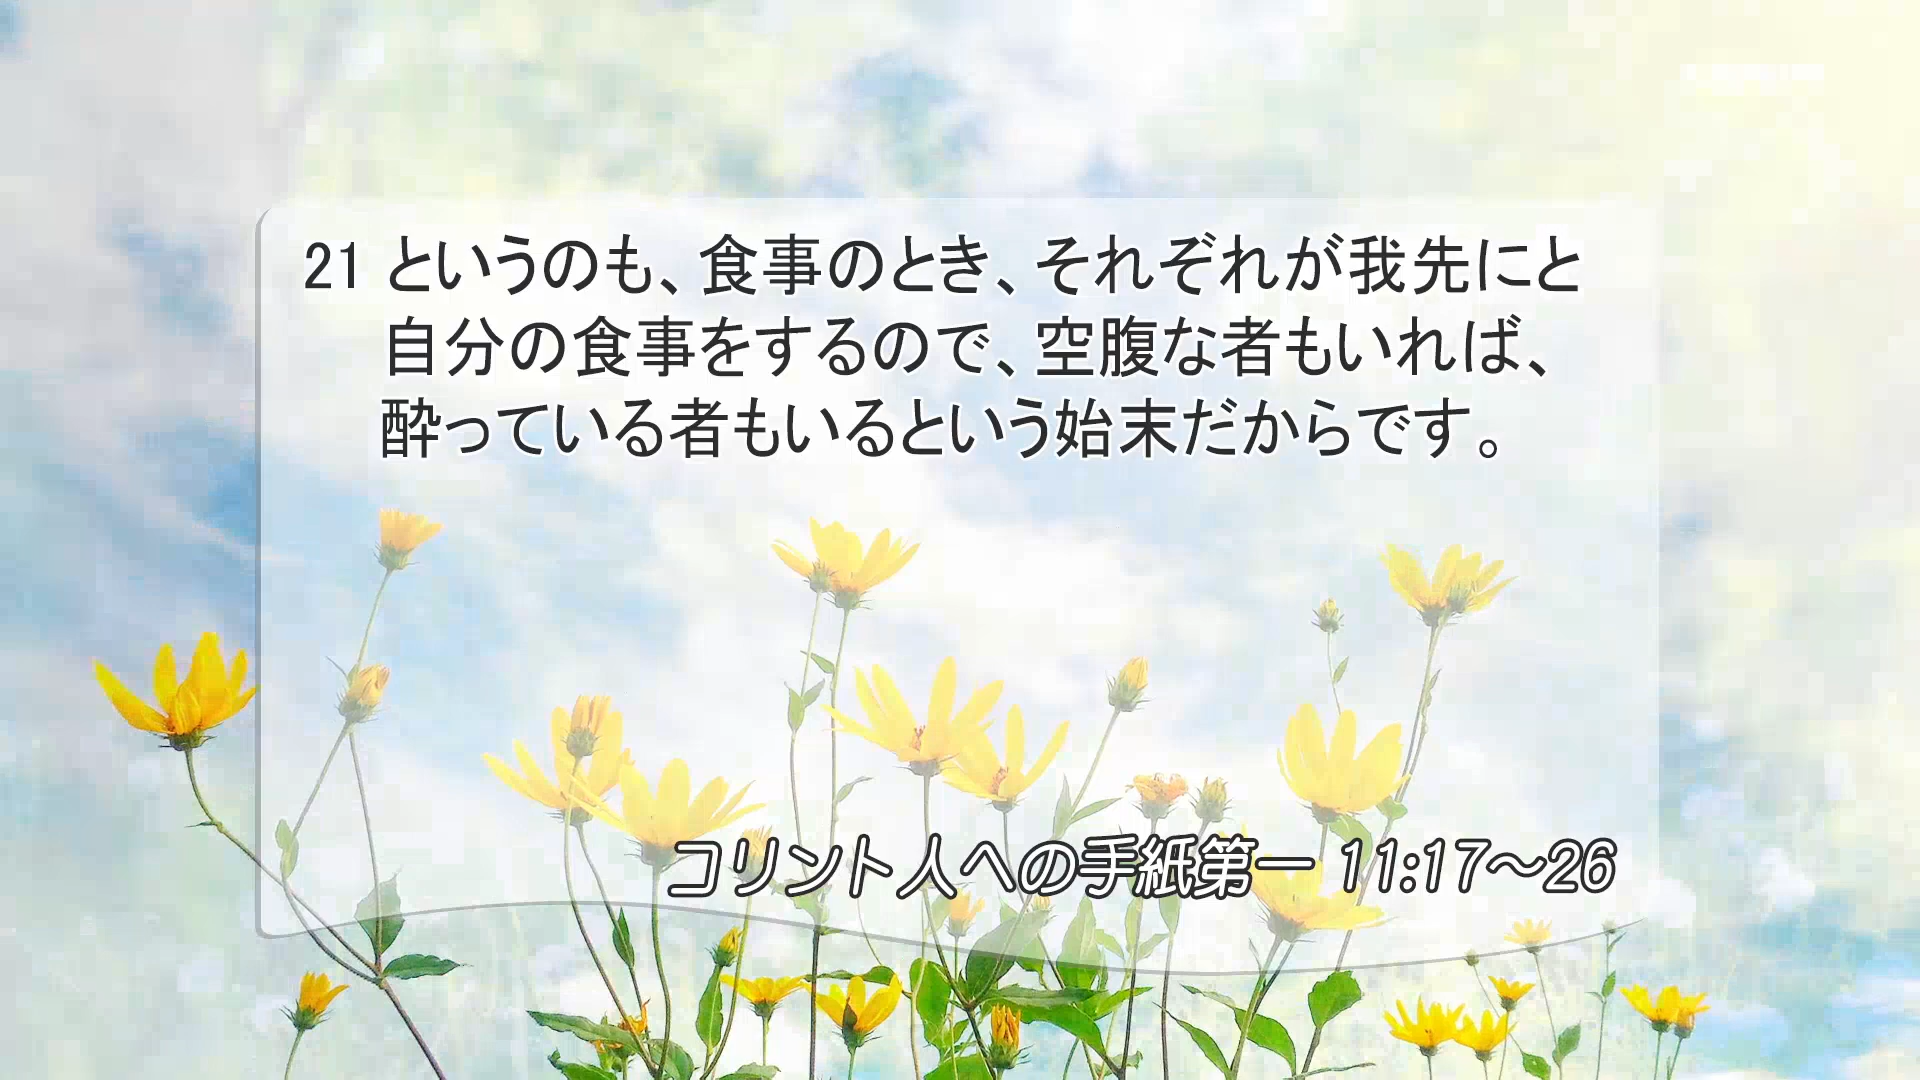 21 というのも、食事のとき、それぞれが我先にと
自分の食事をするので、空腹な者もいれば、
酔っている者もいるという始末だからです。
コリント人への手紙第一 11:17～26